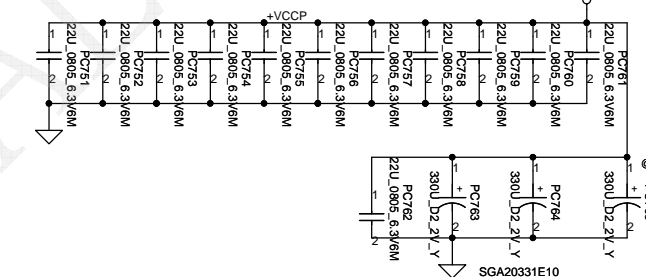 +VCCP
1
2
PC751
22U_0805_6.3V6M
1
2
PC752
22U_0805_6.3V6M
1
2
PC753
22U_0805_6.3V6M
1
2
PC754
22U_0805_6.3V6M
1
2
PC755
22U_0805_6.3V6M
1
2
PC756
22U_0805_6.3V6M
1
2
PC757
22U_0805_6.3V6M
1
2
PC758
22U_0805_6.3V6M
1
2
PC759
22U_0805_6.3V6M
1
2
PC760
22U_0805_6.3V6M
1
2
PC761
22U_0805_6.3V6M
1
2
PC762
22U_0805_6.3V6M
1
+
2
PC763
330U_D2_2V_Y
1
+
2
PC764
330U_D2_2V_Y
1
+
2
330U_D2_2V_Y
@
SGA20331E10